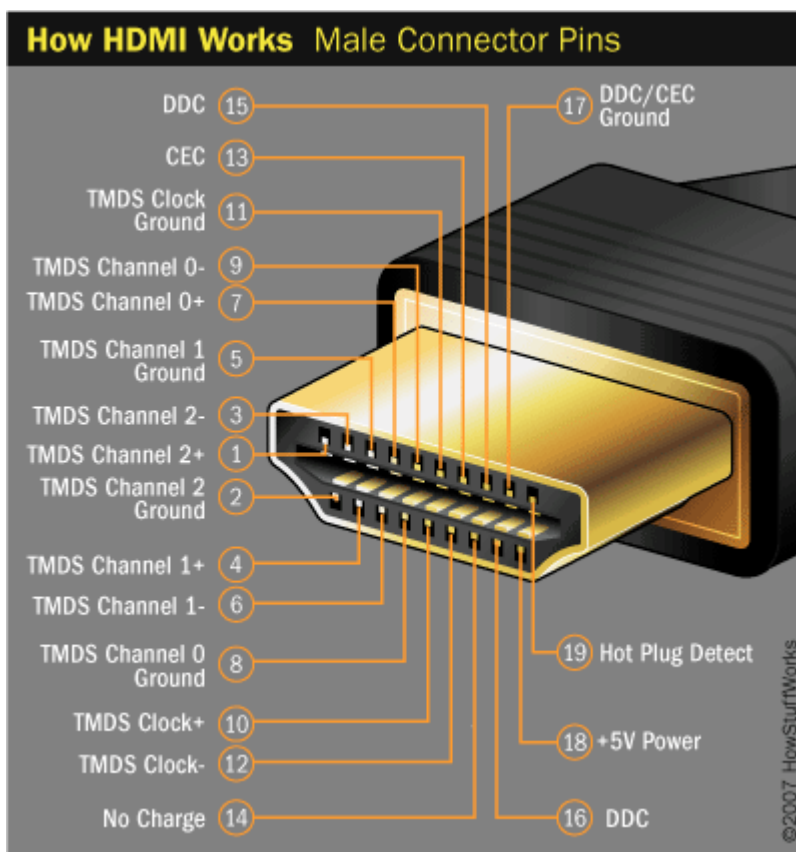 How HDMI Works Male Connector Pins
DDC 15
17 DDC/CEC
Ground
CEC 13
TMDS Clock
Ground 11
TMDS Channel 0- 9
TMDS Channel 0+ 7
TMDS Channel 1
Ground 5
TMDS Channel 2- 3
TMDS Channel 2+ 1
TMDS Channel 2
Ground 2
TMDS Channel 1+ 4
TMDS Channel 1- 6
TMDS Channel 0
Ground 8
19 Hot Plug Detect
TMDS Clock+ 10
18 +5V Power
TMDS Clock- 12
No Charge 14
16 DDC
©2007 HowStuffWorks